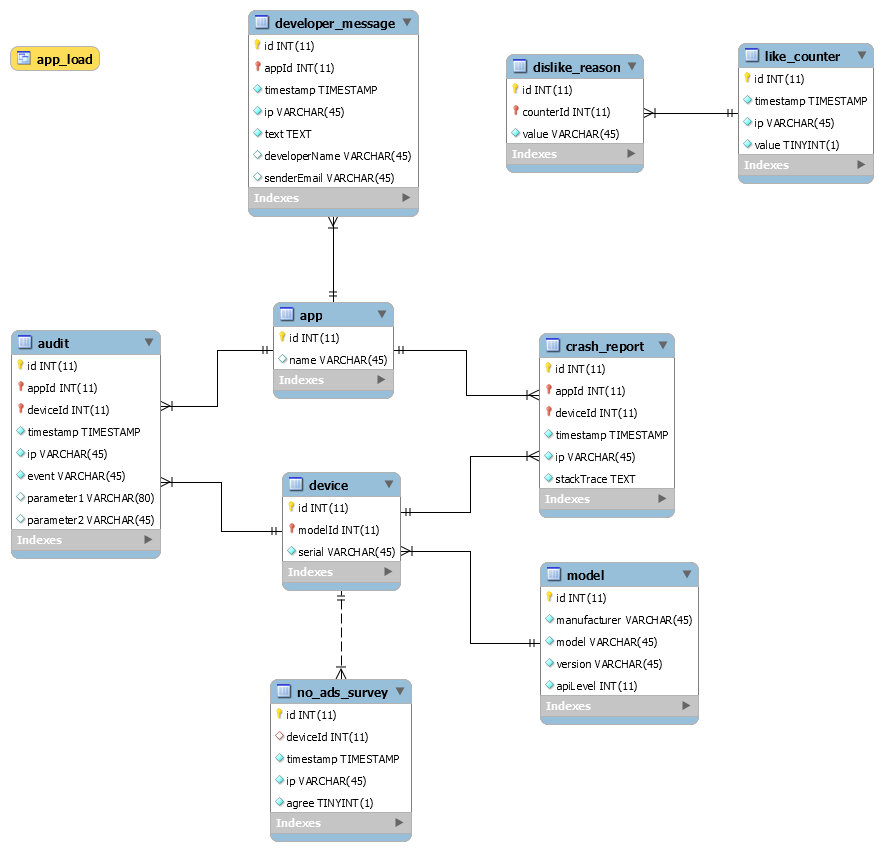 app_load
developer_message
id INT(11)
appId INT(11)
timestamp TIMESTAMP
ip VARCHAR(45)
text TEXT
developerName VARCHAR(45)
senderEmail VARCHAR(45)
Indexes
dislike_reason
id INT(11)
counterId INT(11)
value VARCHAR(45)
Indexes
like_counter
id INT(11)
timestamp TIMESTAMP
ip VARCHAR(45)
value TINYINT(1)
Indexes
audit
id INT(11)
appId INT(11)
deviceId INT(11)
timestamp TIMESTAMP
ip VARCHAR(45)
event VARCHAR(45)
parameter1 VARCHAR(80)
parameter2 VARCHAR(45)
Indexes
app
id INT(11)
name VARCHAR(45)
Indexes
crash_report
id INT(11)
appId INT(11)
deviceId INT(11)
timestamp TIMESTAMP
ip VARCHAR(45)
stackTrace TEXT
Indexes
device
id INT(11)
modelId INT(11)
serial VARCHAR(45)
Indexes
model
id INT(11)
manufacturer VARCHAR(45)
model VARCHAR(45)
version VARCHAR(45)
apiLevel INT(11)
Indexes
no_ads_survey
id INT(11)
deviceId INT(11)
timestamp TIMESTAMP
ip VARCHAR(45)
agree TINYINT(1)
Indexes